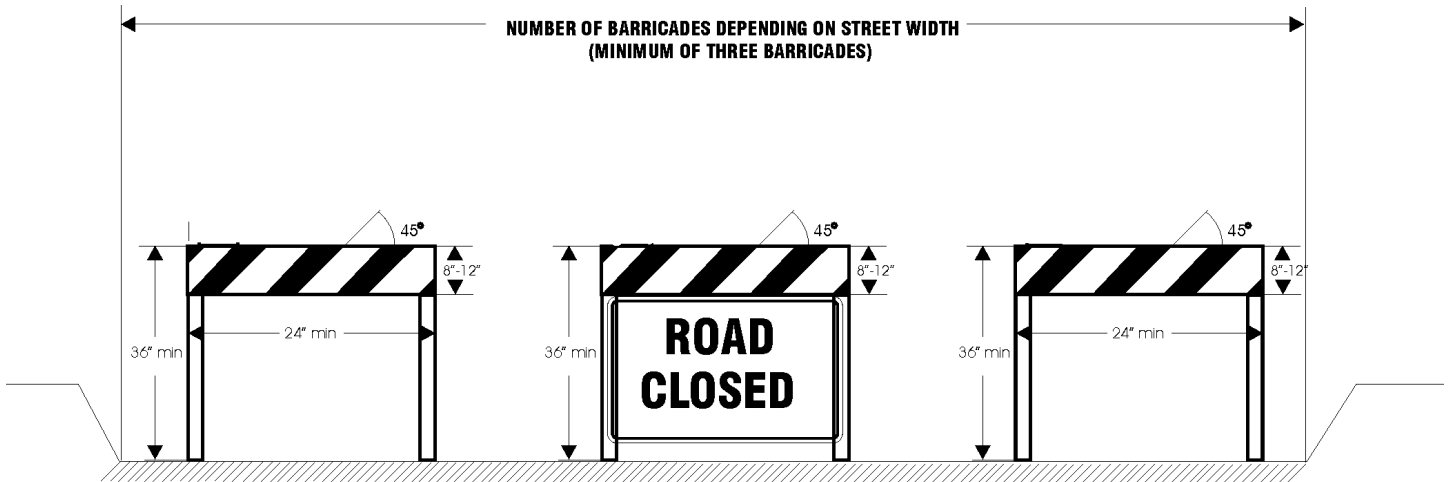 NUMBER OF BARRICADES DEPENDING ON STREET WIDTH
(MINIMUM OF THREE BARRICADES)
45°
45°
45°
8"-12"
8"-12"
8"-12"
24" min
24" min
36" min
36" min
36" min
ROAD
CLOSED